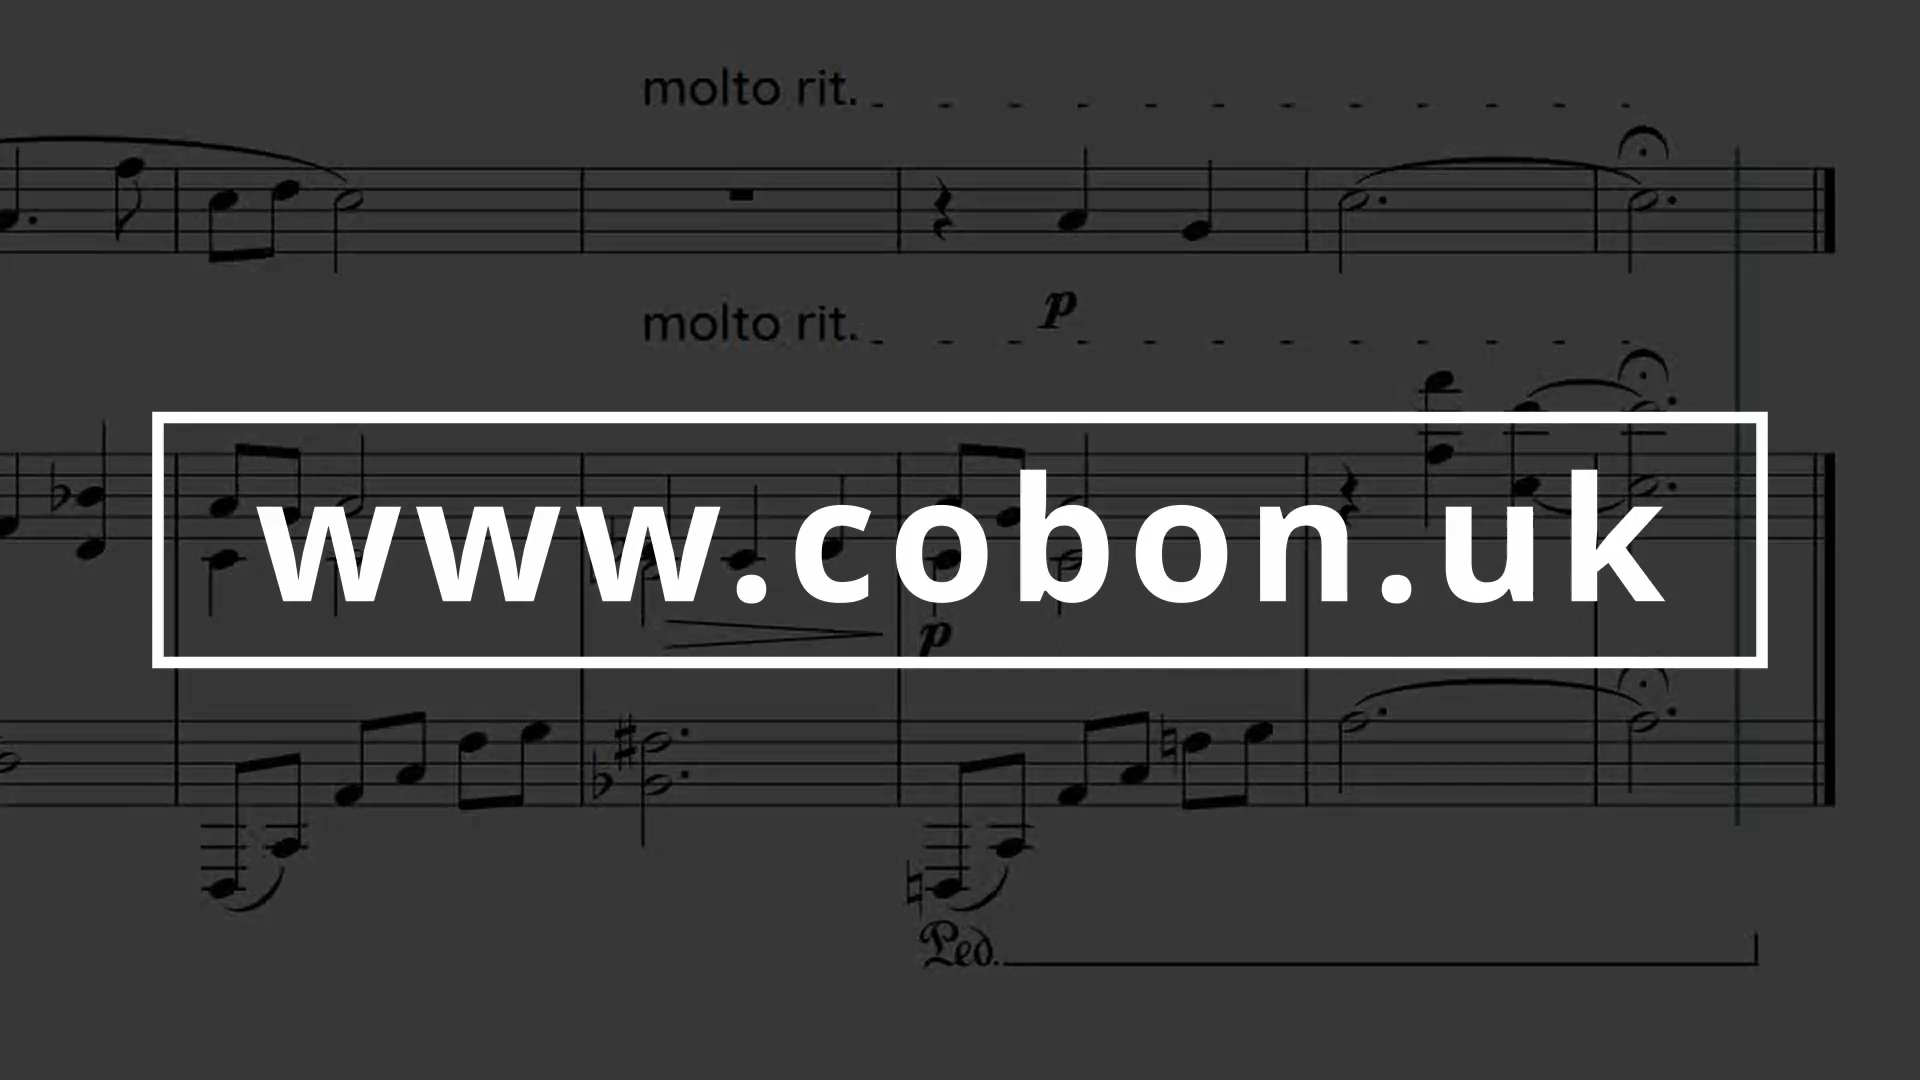 molto rit.
p
molto rit.
www.cobon.uk
p
Ped.